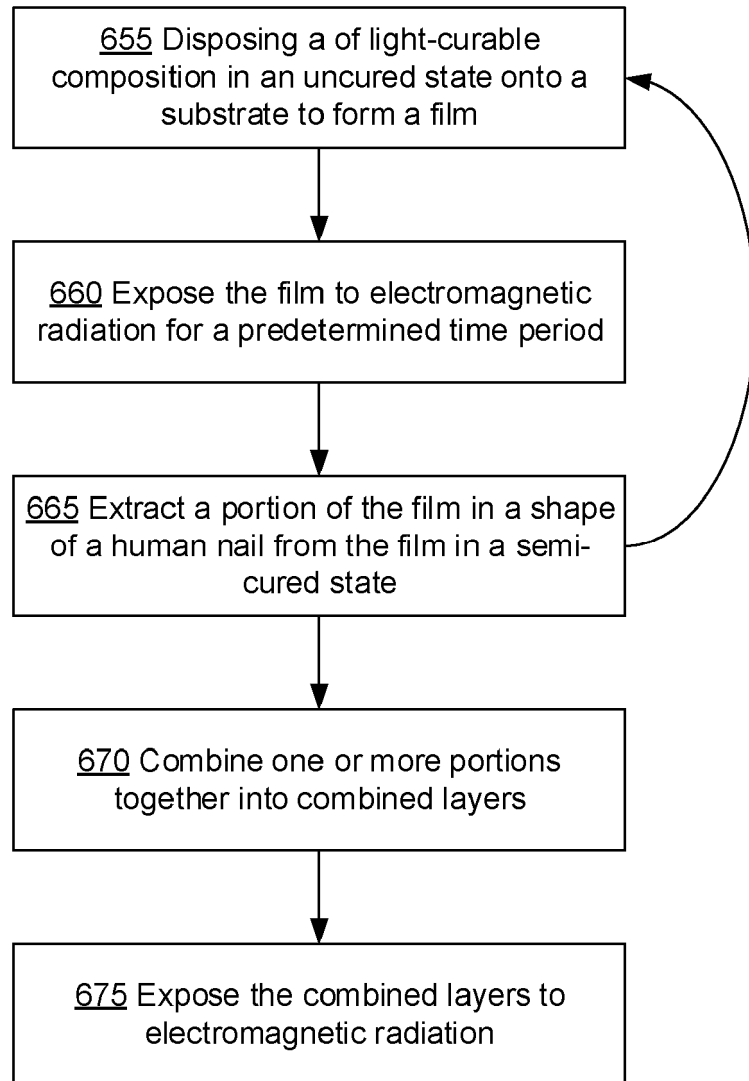 655 Disposing a of light-curable
composition in an uncured state onto a
substrate to form a film
660 Expose the film to electromagnetic
radiation for a predetermined time period
665 Extract a portion of the film in a shape
of a human nail from the film in a semi-
cured state
670 Combine one or more portions
together into combined layers
675 Expose the combined layers to
electromagnetic radiation